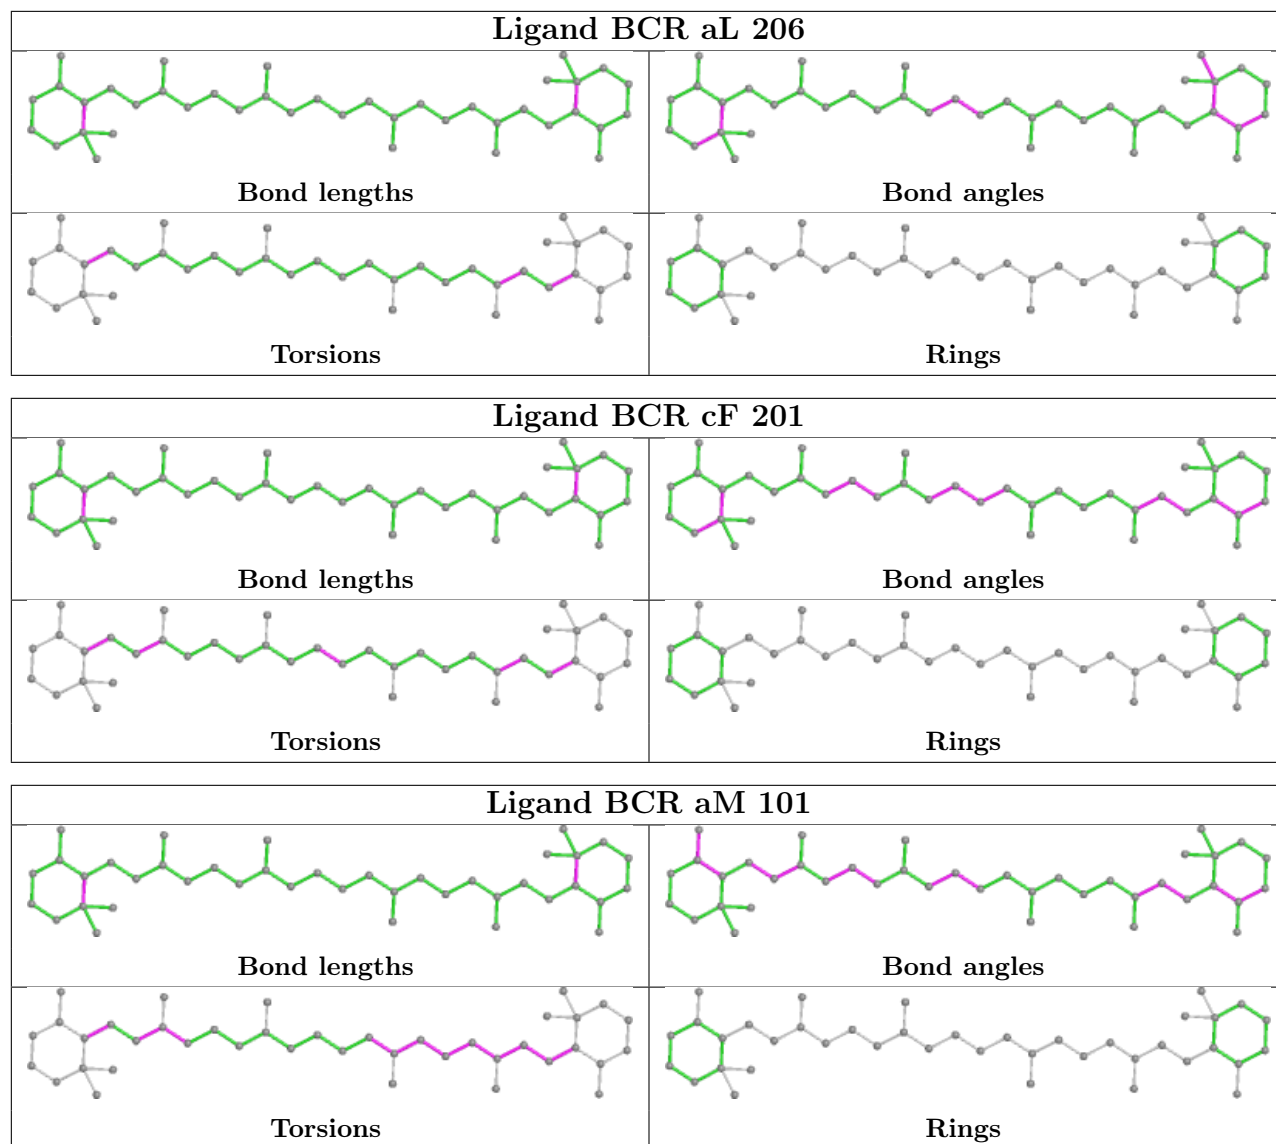 Ligand BCR aL 206
Bond lengths Bond angles
Torsions Rings
Ligand BCR cF 201
Bond lengths Bond angles
Torsions Rings
Ligand BCR aM 101
Bond lengths Bond angles
Torsions Rings